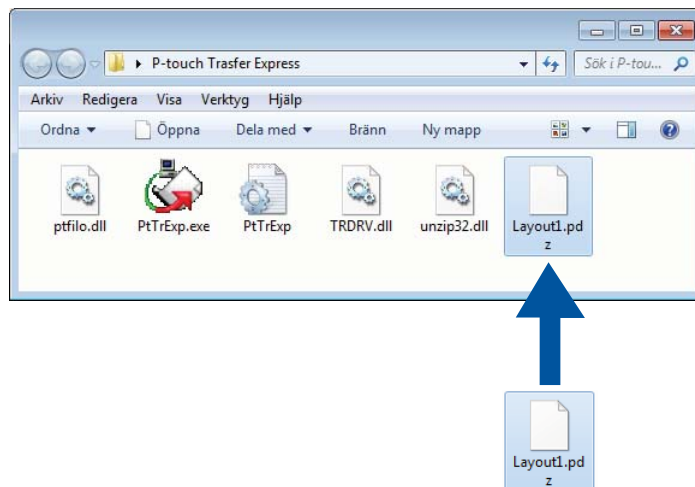 P-touch Trasfer Express
Sök i P-tou...
Arkiv Redigera Visa Verktyg Hjälp
Ordna Öppna Dela med Bränn Ny mapp
ptfilo.dll PtTrExp.exe PtTrExp TRDRV.dll unzip32.dll Layout1.pd
z
Layout1.pd
z